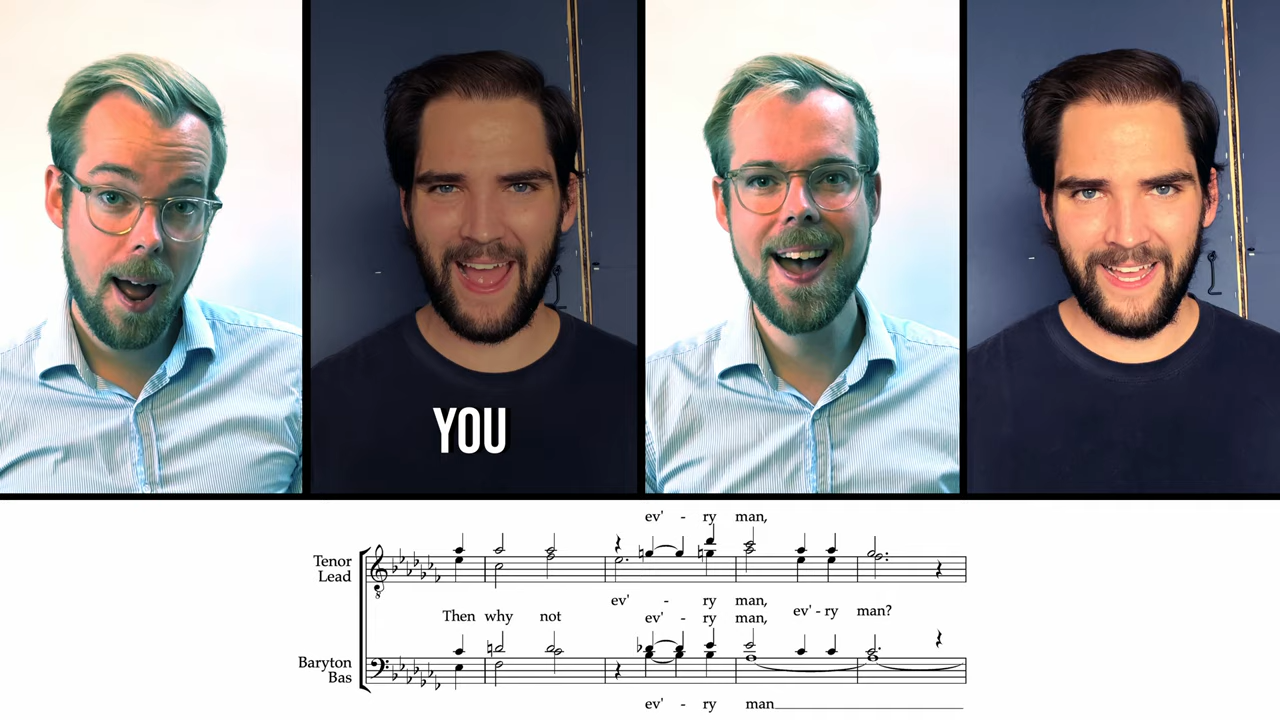 YOU
ev' - ry man,
Tenor
Lead
ev' - ry man,
Then why not ev' - ry man, ev' - ry man?
Baryton
Bas
ev' - ry man